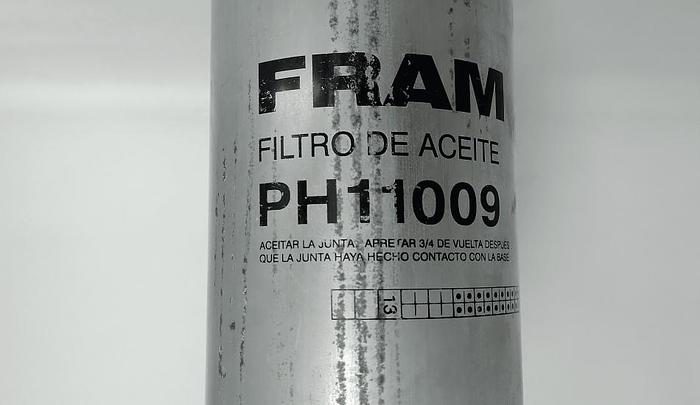 FRAM
FILTRO DE ACEITE
PH11009
ACEITAR LA JUNTA, APRETAR 3/4 DE VUELTA DESPUES
QUE LA JUNTA HAYA HECHO CONTACTO CON LA BASE
13